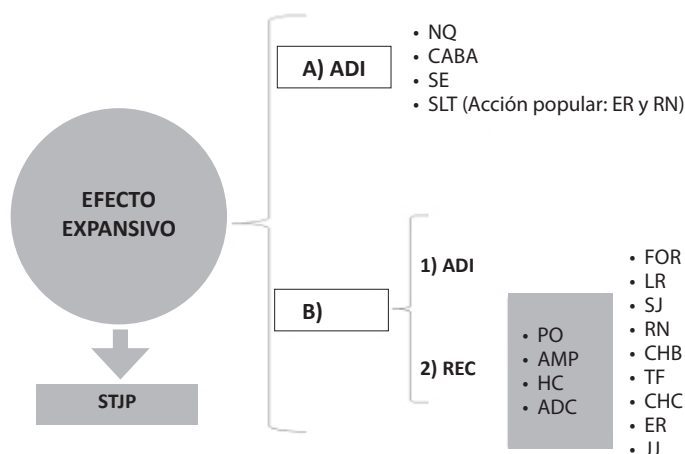 EFECTO
EXPANSIVO
STJP
A) ADI
• NQ
• CABA
• SE
• SLT (Acción popular: ER y RN)
B)
1) ADI
2) REC
• PO
• AMP
• HC
• ADC
• FOR
• LR
• SJ
• RN
• CHB
• TF
• CHC
• ER
• JJ